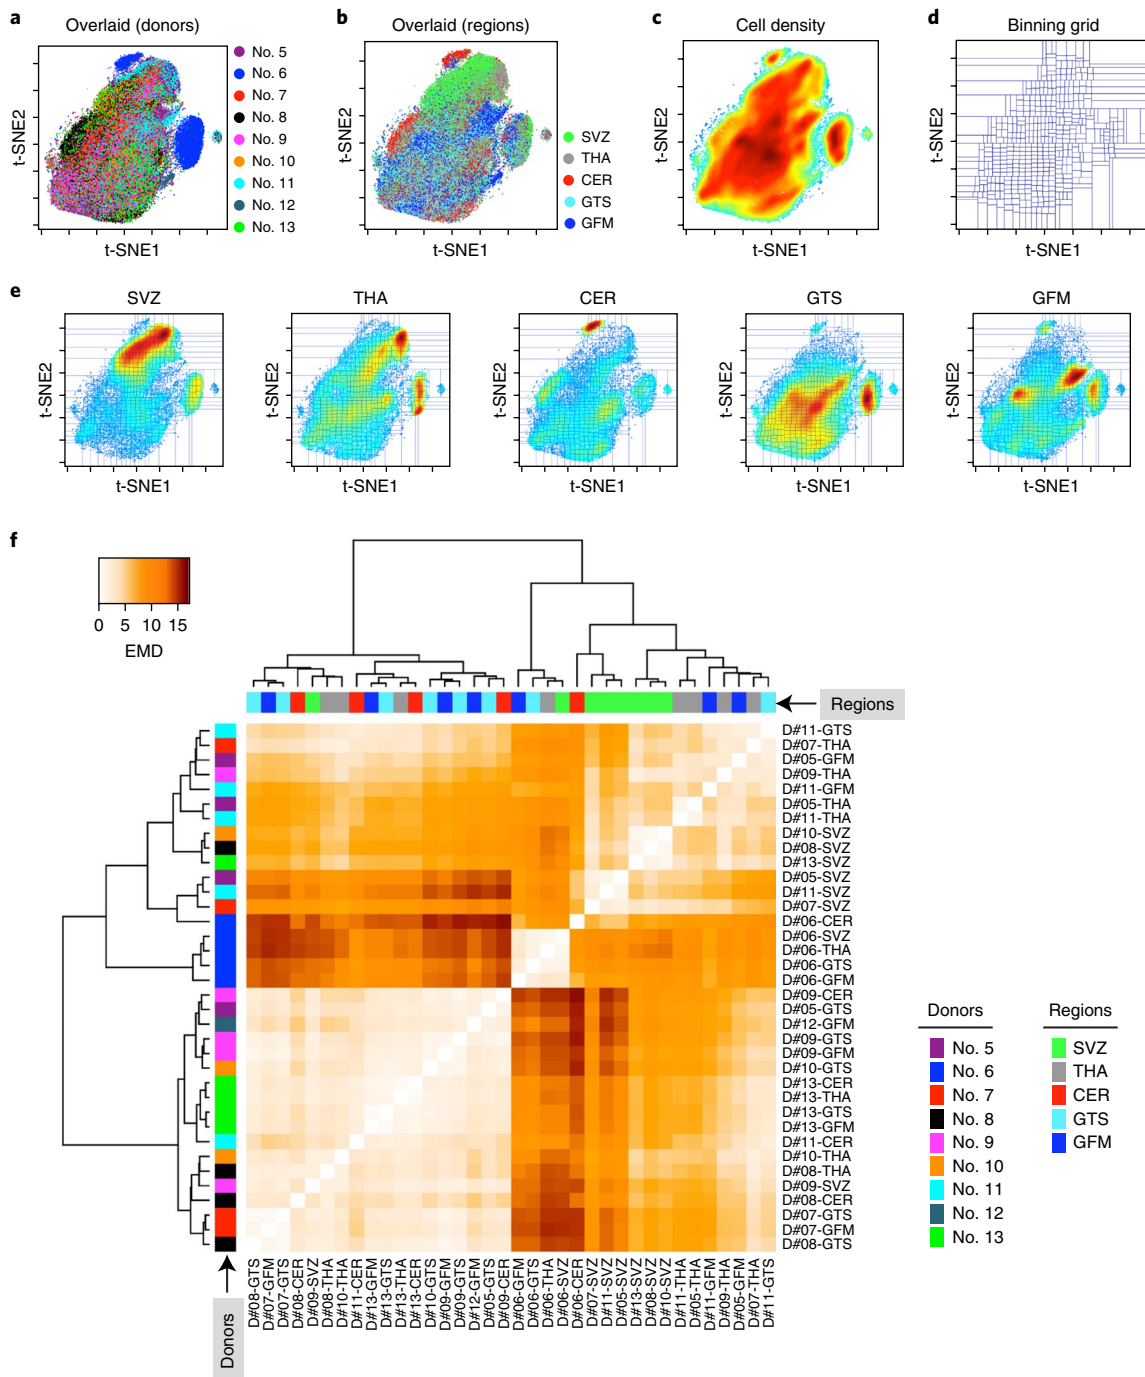 a
Overlaid (donors)
t-SNE2
t-SNE1
No. 5
No. 6
No. 7
No. 8
No. 9
No. 10
No. 11
No. 12
No. 13
b
Overlaid (regions)
t-SNE2
t-SNE1
SVZ
THA
CER
GTS
GFM
c
Cell density
t-SNE2
t-SNE1
d
Binning grid
t-SNE2
t-SNE1
e
SVZ
t-SNE2
t-SNE1
THA
t-SNE2
t-SNE1
CER
t-SNE2
t-SNE1
GTS
t-SNE2
t-SNE1
GFM
t-SNE2
t-SNE1
f
0 5 10 15
EMD
Regions
D#11-GTS
D#07-THA
D#05-GFM
D#09-THA
D#11-GFM
D#05-THA
D#11-THA
D#10-SVZ
D#08-SVZ
D#13-SVZ
D#05-SVZ
D#11-SVZ
D#07-SVZ
D#06-CER
D#06-SVZ
D#06-THA
D#06-GTS
D#06-GFM
D#09-CER
D#05-GTS
D#12-GFM
D#09-GTS
D#09-GFM
D#10-GTS
D#13-CER
D#13-THA
D#13-GTS
D#13-GFM
D#11-CER
D#10-THA
D#08-THA
D#09-SVZ
D#08-CER
D#07-GTS
D#07-GFM
D#08-GTS
D#08-GTS
D#07-GFM
D#07-GTS
D#08-CER
D#09-SVZ
D#08-THA
D#10-THA
D#11-CER
D#13-GFM
D#13-GTS
D#13-THA
D#13-CER
D#10-GTS
D#09-GFM
D#09-GTS
D#12-GFM
D#05-GTS
D#09-CER
D#06-GFM
D#06-GTS
D#06-THA
D#06-SVZ
D#06-CER
D#07-SVZ
D#11-SVZ
D#05-SVZ
D#13-SVZ
D#08-SVZ
D#10-SVZ
D#11-THA
D#05-THA
D#11-GFM
D#09-THA
D#05-GFM
D#07-THA
D#11-GTS
Donors
Donors
No. 5
No. 6
No. 7
No. 8
No. 9
No. 10
No. 11
No. 12
No. 13
Regions
SVZ
THA
CER
GTS
GFM